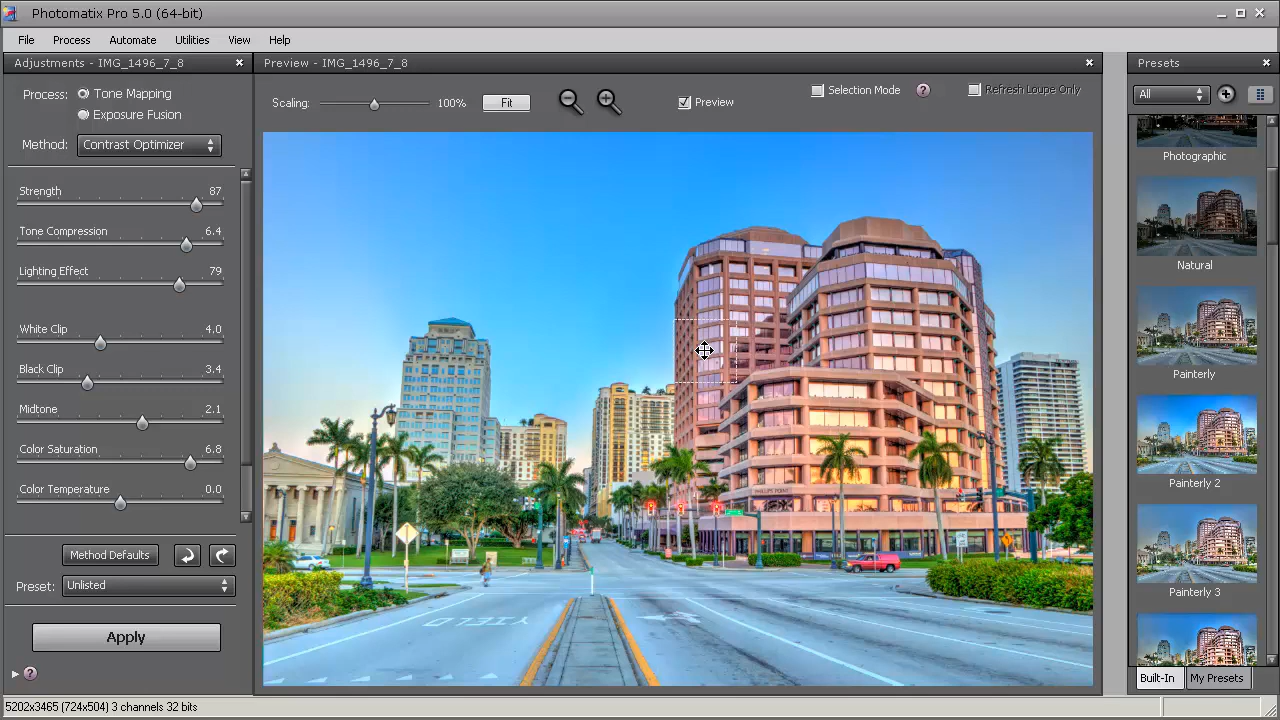 Photomatix Pro 5.0 (64-bit)
File Process Automate Utilities View Help
Adjustments - IMG_1496_7_8
Process: Tone Mapping
Exposure Fusion
Method: Contrast Optimizer
Strength 87
Tone Compression 6.4
Lighting Effect 79
White Clip 4.0
Black Clip 3.4
Midtone 2.1
Color Saturation 6.8
Color Temperature 0.0
Method Defaults
Preset: Unlisted
Apply
?
Preview - IMG_1496_7_8
Scaling: 100% Fit
Preview
Selection Mode ?
Refresh Loupe Only
YIELD
PHILLIPS POINT
Presets
All
Photographic
Natural
Painterly
Painterly 2
Painterly 3
Built-In My Presets
5202x3465 (724x504) 3 channels 32 bits